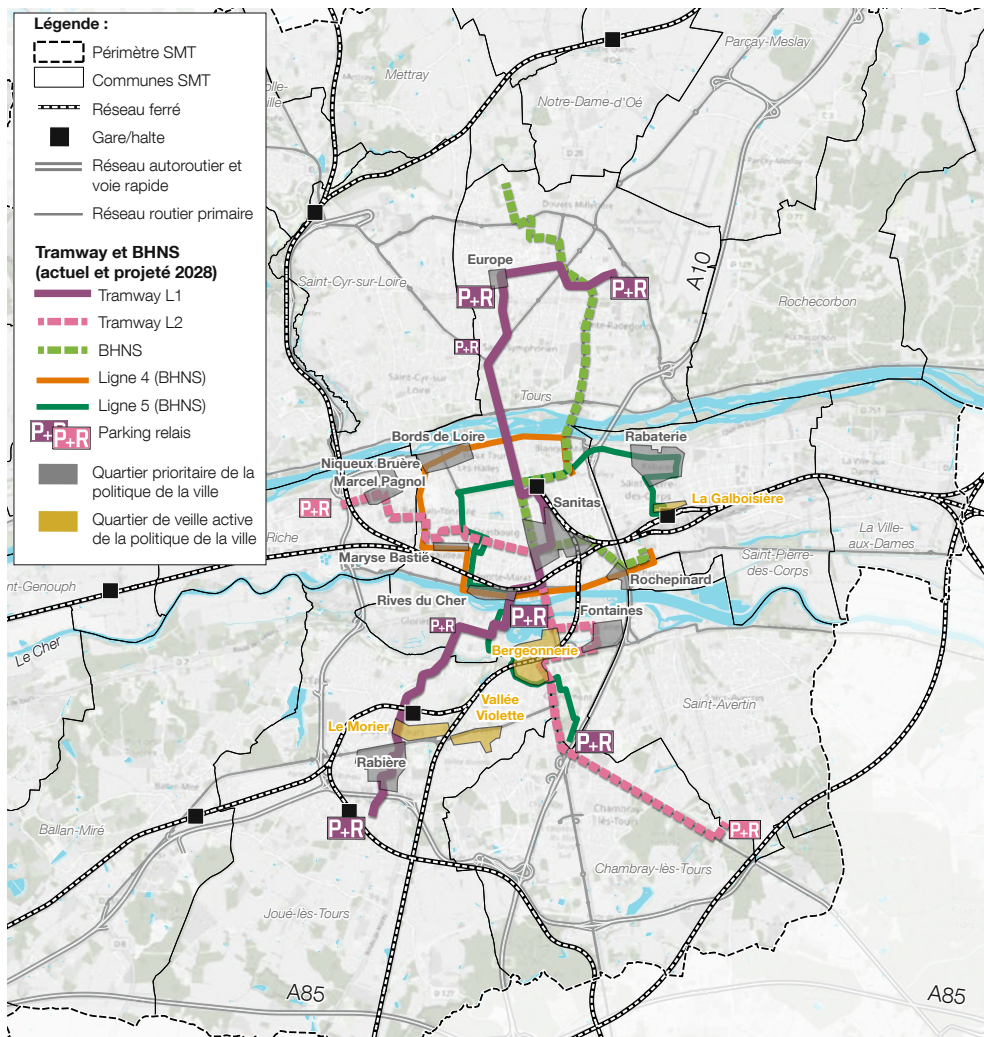 Légende :
Périmètre SMT
Communes SMT
Réseau ferré
Gare/halte
Réseau autoroutier et
voie rapide
Réseau routier primaire
Tramway et BHNS
(actuel et projeté 2028)
Tramway L1
Tramway L2
BHNS
Ligne 4 (BHNS)
Ligne 5 (BHNS)
P+R
P+R
Parking relais
Quartier prioritaire de la
politique de la ville
Quartier de veille active
de la politique de la ville
Parçay-Meslay
Mettray
Notre-Dame-d'Oé
A10
Europe
Saint-Cyr-sur-Loire
P+R
P+R
Rochecorbon
P+R
Tours
Bords de Loire
Rabaterie
Niqueux Bruère
Marcel Pagnol
Sanitas
P+R
La Galboisière
Riche
La Ville-
aux-Dames
Maryse Bastié
Saint-Pierre-
des-Corps
Rochepinard
nt-Genouph
Rives du Cher
Fontaines
P+R
P+R
Le Cher
Bergeonnerie
Vallée
Violette
Saint-Avertin
Le Morier
P+R
Rabière
P+R
P+R
Ballan-Miré
Chambray-lès-Tours
Joué-lès-Tours
A85
A85